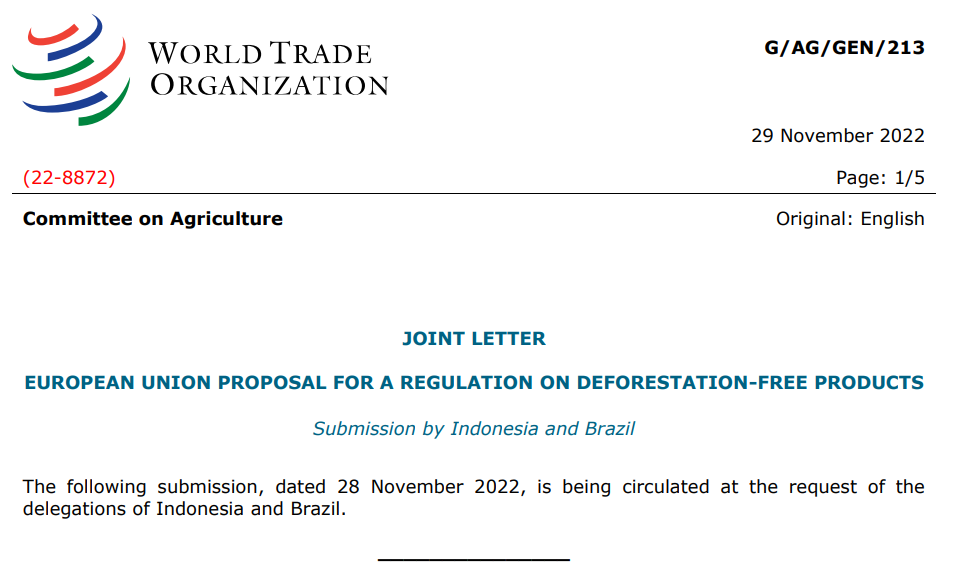 WORLD TRADE
ORGANIZATION
G/AG/GEN/213
29 November 2022
(22-8872)
Page: 1/5
Committee on Agriculture
Original: English
JOINT LETTER
EUROPEAN UNION PROPOSAL FOR A REGULATION ON DEFORESTATION-FREE PRODUCTS
Submission by Indonesia and Brazil
The following submission, dated 28 November 2022, is being circulated at the request of the
delegations of Indonesia and Brazil.